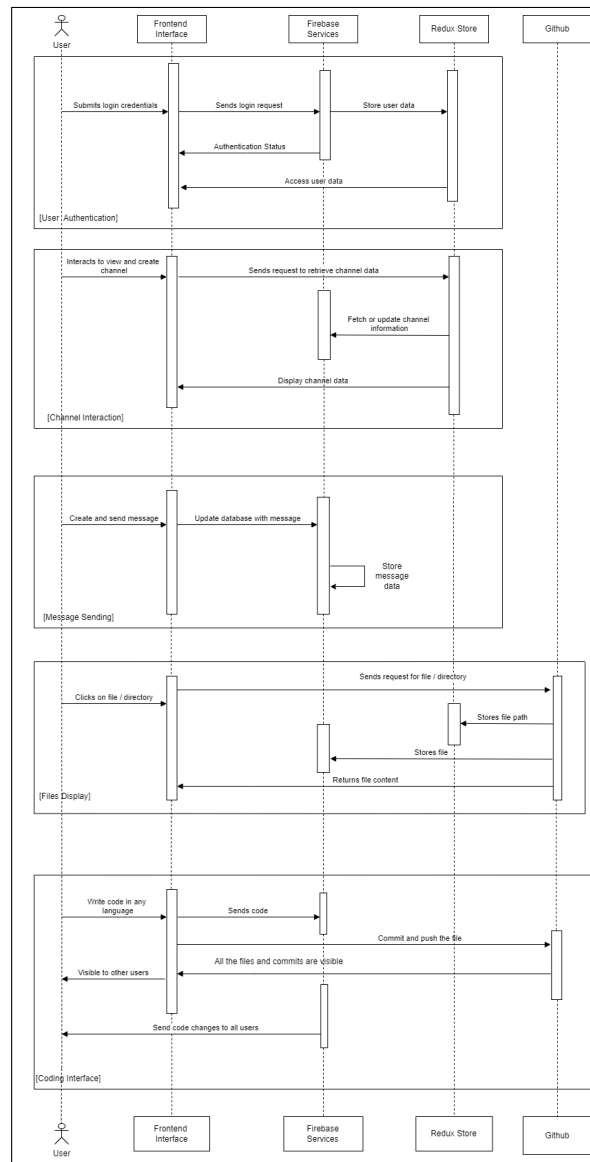 User
Frontend
Interface
Firebase
Services
Redux Store
Github
Submits login credentials
Sends login request
Store user data
Authentication Status
Access user data
[User Authentication]
Interacts to view and create
channel
Sends request to retrieve channel data
Fetch or update channel
information
Display channel data
[Channel Interaction]
Create and send message
Update database with message
Store
message
data
[Message Sending]
Sends request for file / directory
Clicks on file / directory
Stores file path
Stores file
Returns file content
[Files Display]
Write code in any
language
Sends code
Commit and push the file
All the files and commits are visible
Visible to other users
Send code changes to all users
[Coding Interface]
User
Frontend
Interface
Firebase
Services
Redux Store
Github